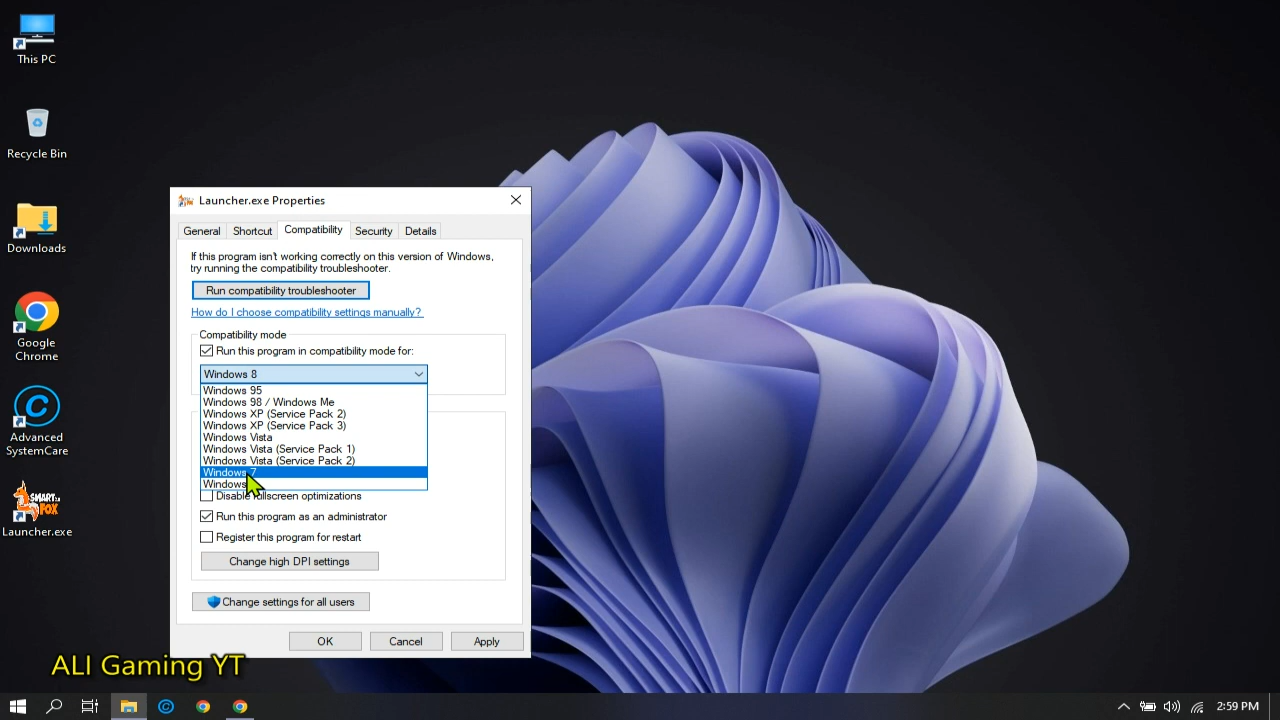 This PC
Recycle Bin
Downloads
Google
Chrome
Advanced
SystemCare
SMART
FOX
Launcher.exe
Launcher.exe Properties
General
Shortcut
Compatibility
Security
Details
If this program isn't working correctly on this version of Windows,
try running the compatibility troubleshooter.
Run compatibility troubleshooter
How do I choose compatibility settings manually?
Compatibility mode
Run this program in compatibility mode for:
Windows 8
Windows 95
Windows 98 / Windows Me
Windows XP (Service Pack 2)
Windows XP (Service Pack 3)
Windows Vista
Windows Vista (Service Pack 1)
Windows Vista (Service Pack 2)
Windows 7
Windows
Disable fullscreen optimizations
Run this program as an administrator
Register this program for restart
Change high DPI settings
Change settings for all users
OK
Cancel
Apply
ALI Gaming YT
2:59 PM